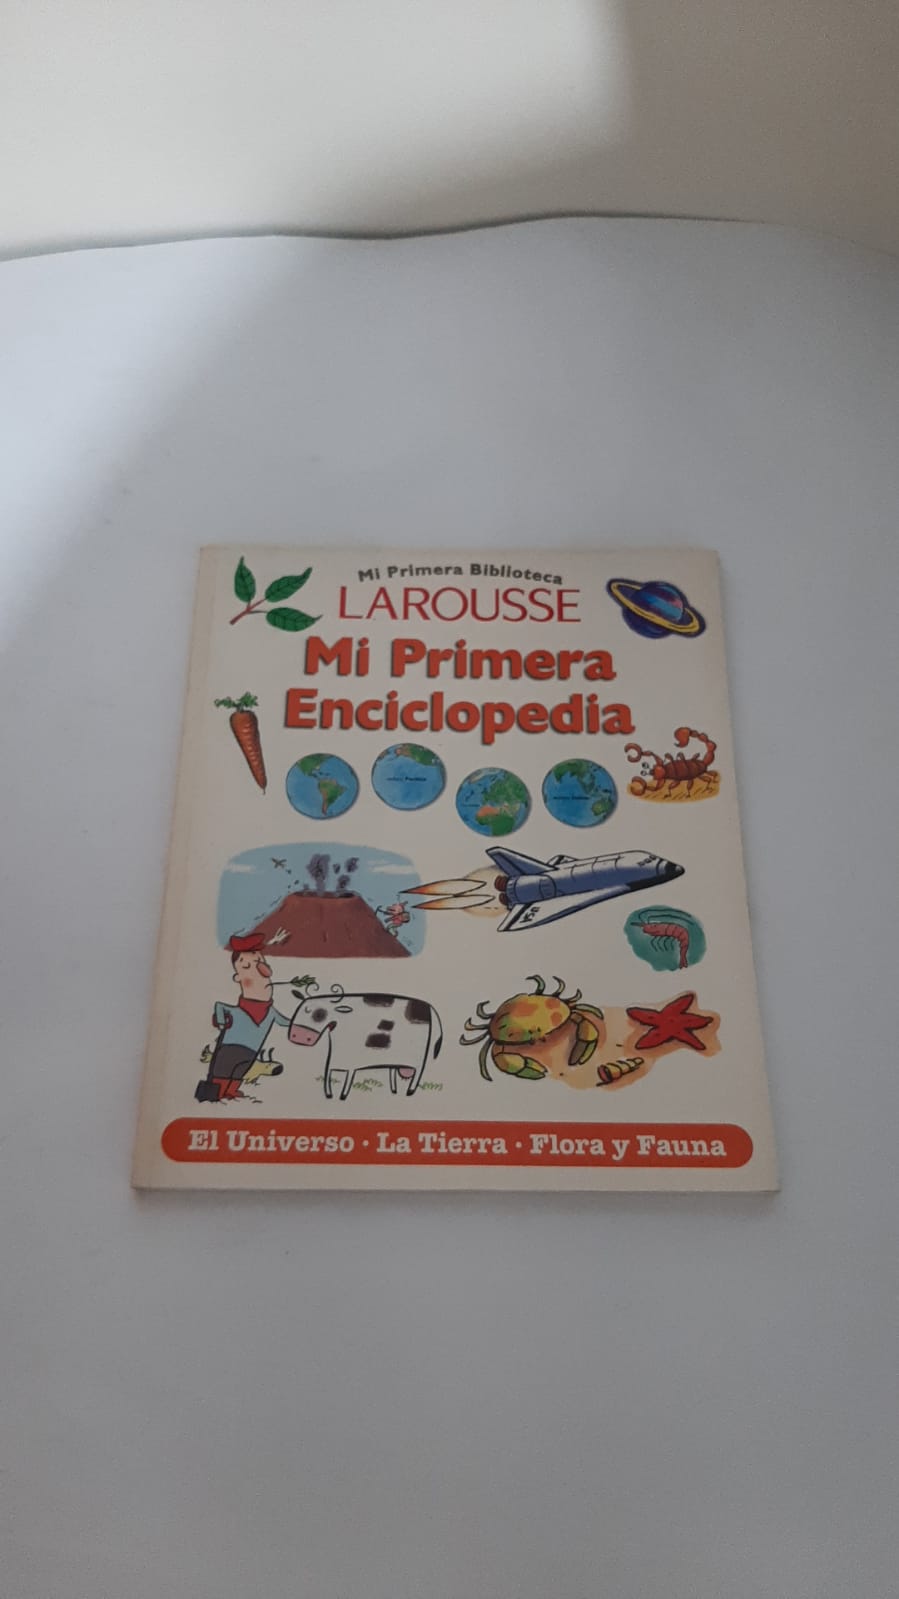 Mi Primera Biblioteca
LAROUSSE
Mi Primera
Enciclopedia
El Universo · La Tierra · Flora y Fauna